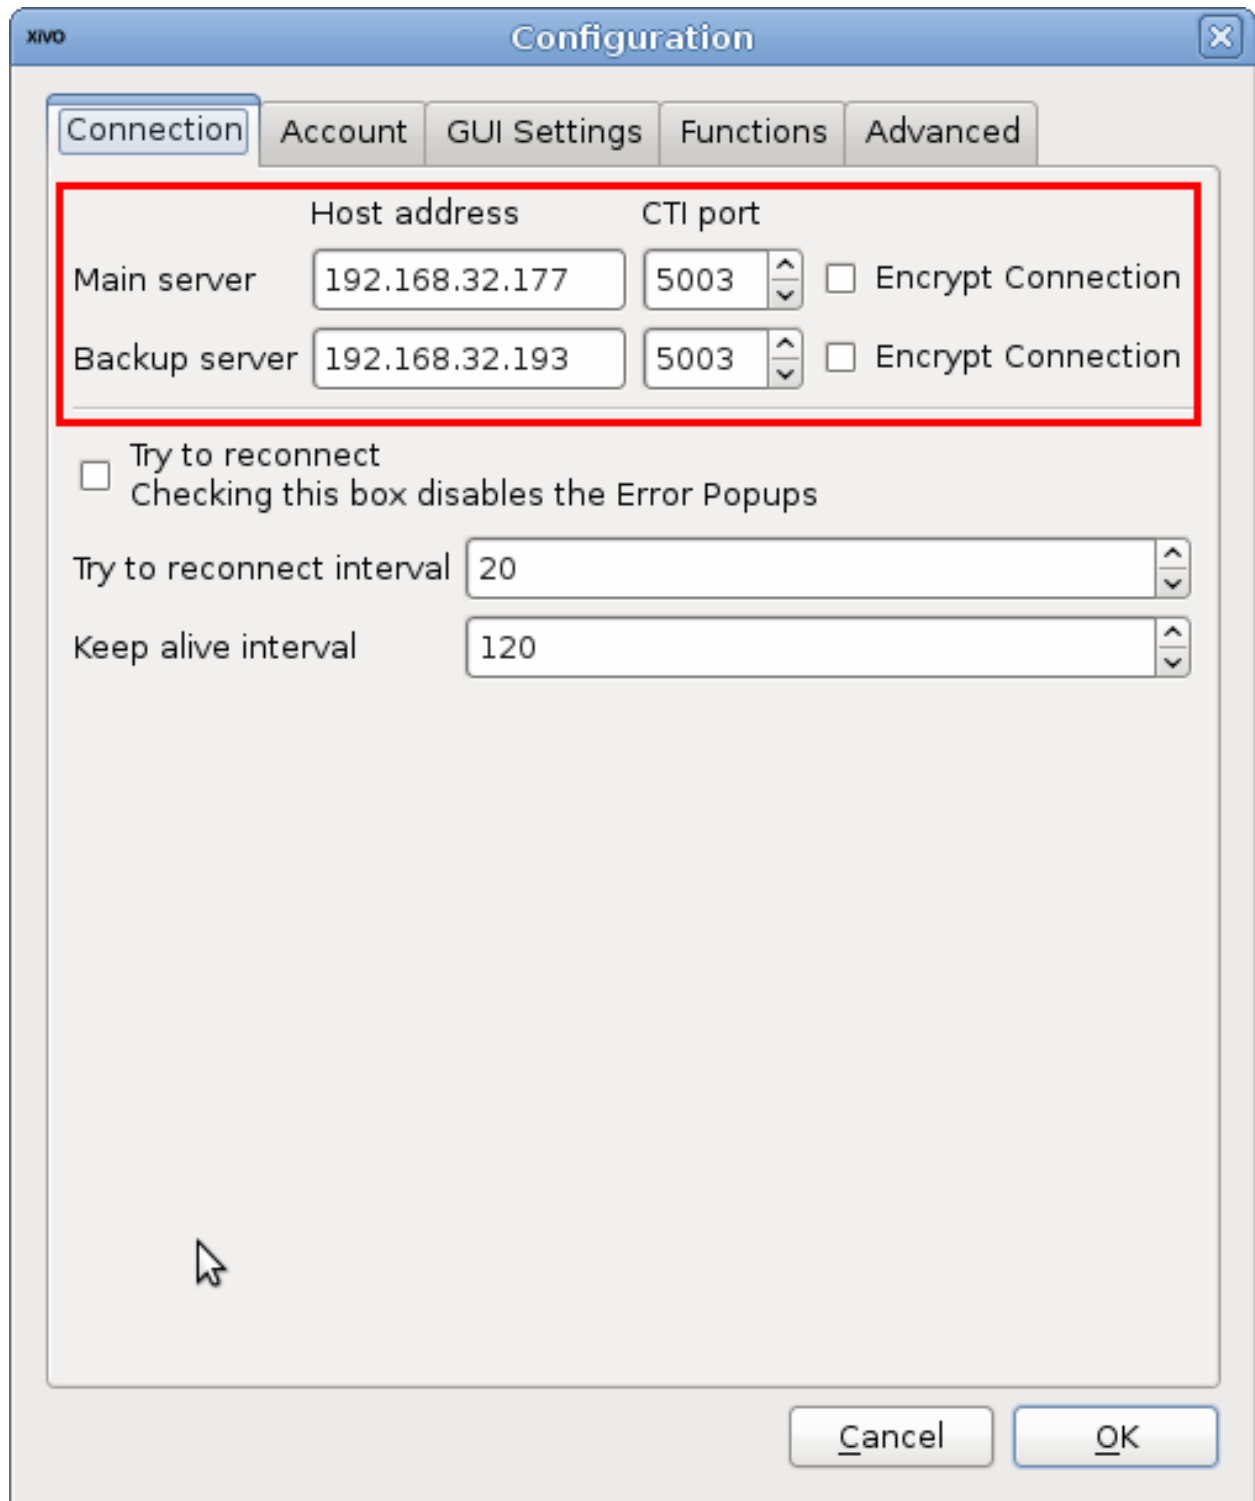 XIVO Configuration
Connection Account GUI Settings Functions Advanced
Host address CTI port
Main server 192.168.32.177 5003 Encrypt Connection
Backup server 192.168.32.193 5003 Encrypt Connection
Try to reconnect
Checking this box disables the Error Popups
Try to reconnect interval 20
Keep alive interval 120
Cancel OK